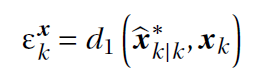 ε_k^x = d_1 ( x̂^*_{k|k}, x_k )